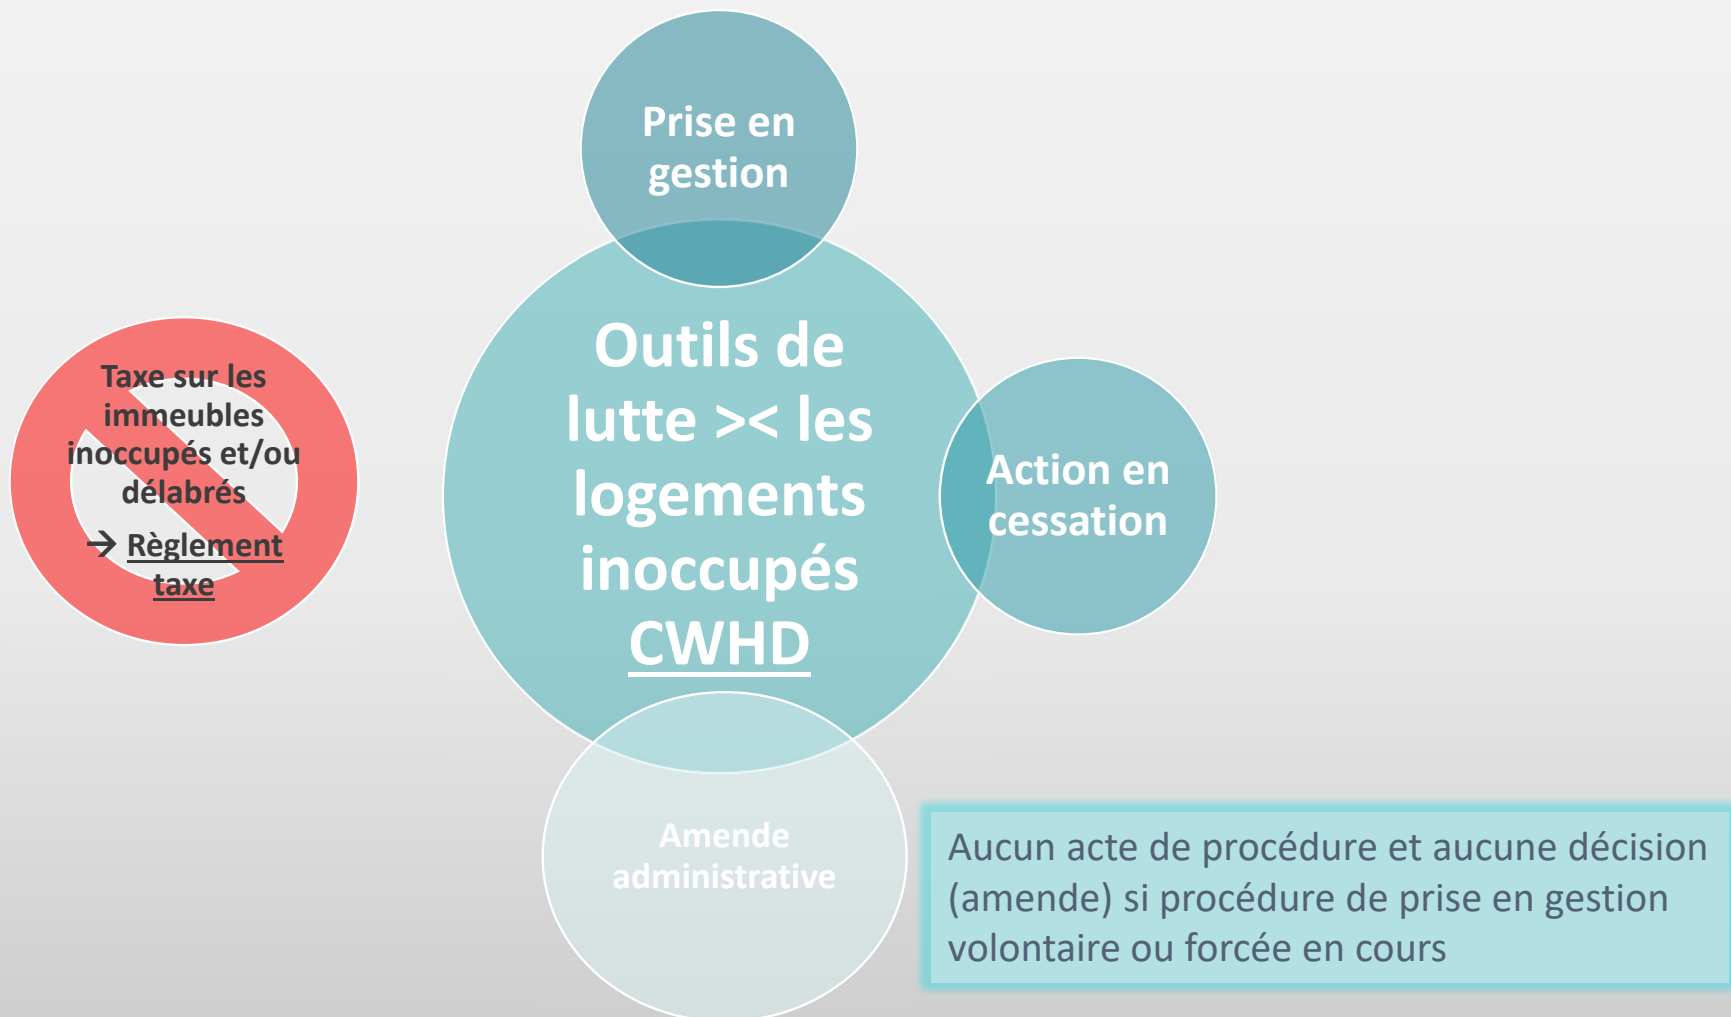 Prise en
gestion
Outils de
lutte >< les
logements
inoccupés
CWHD
Action en
cessation
Taxe sur les
immeubles
inoccupés et/ou
délabrés
→ Règlement
taxe
Amende
administrative
Aucun acte de procédure et aucune décision
(amende) si procédure de prise en gestion
volontaire ou forcée en cours